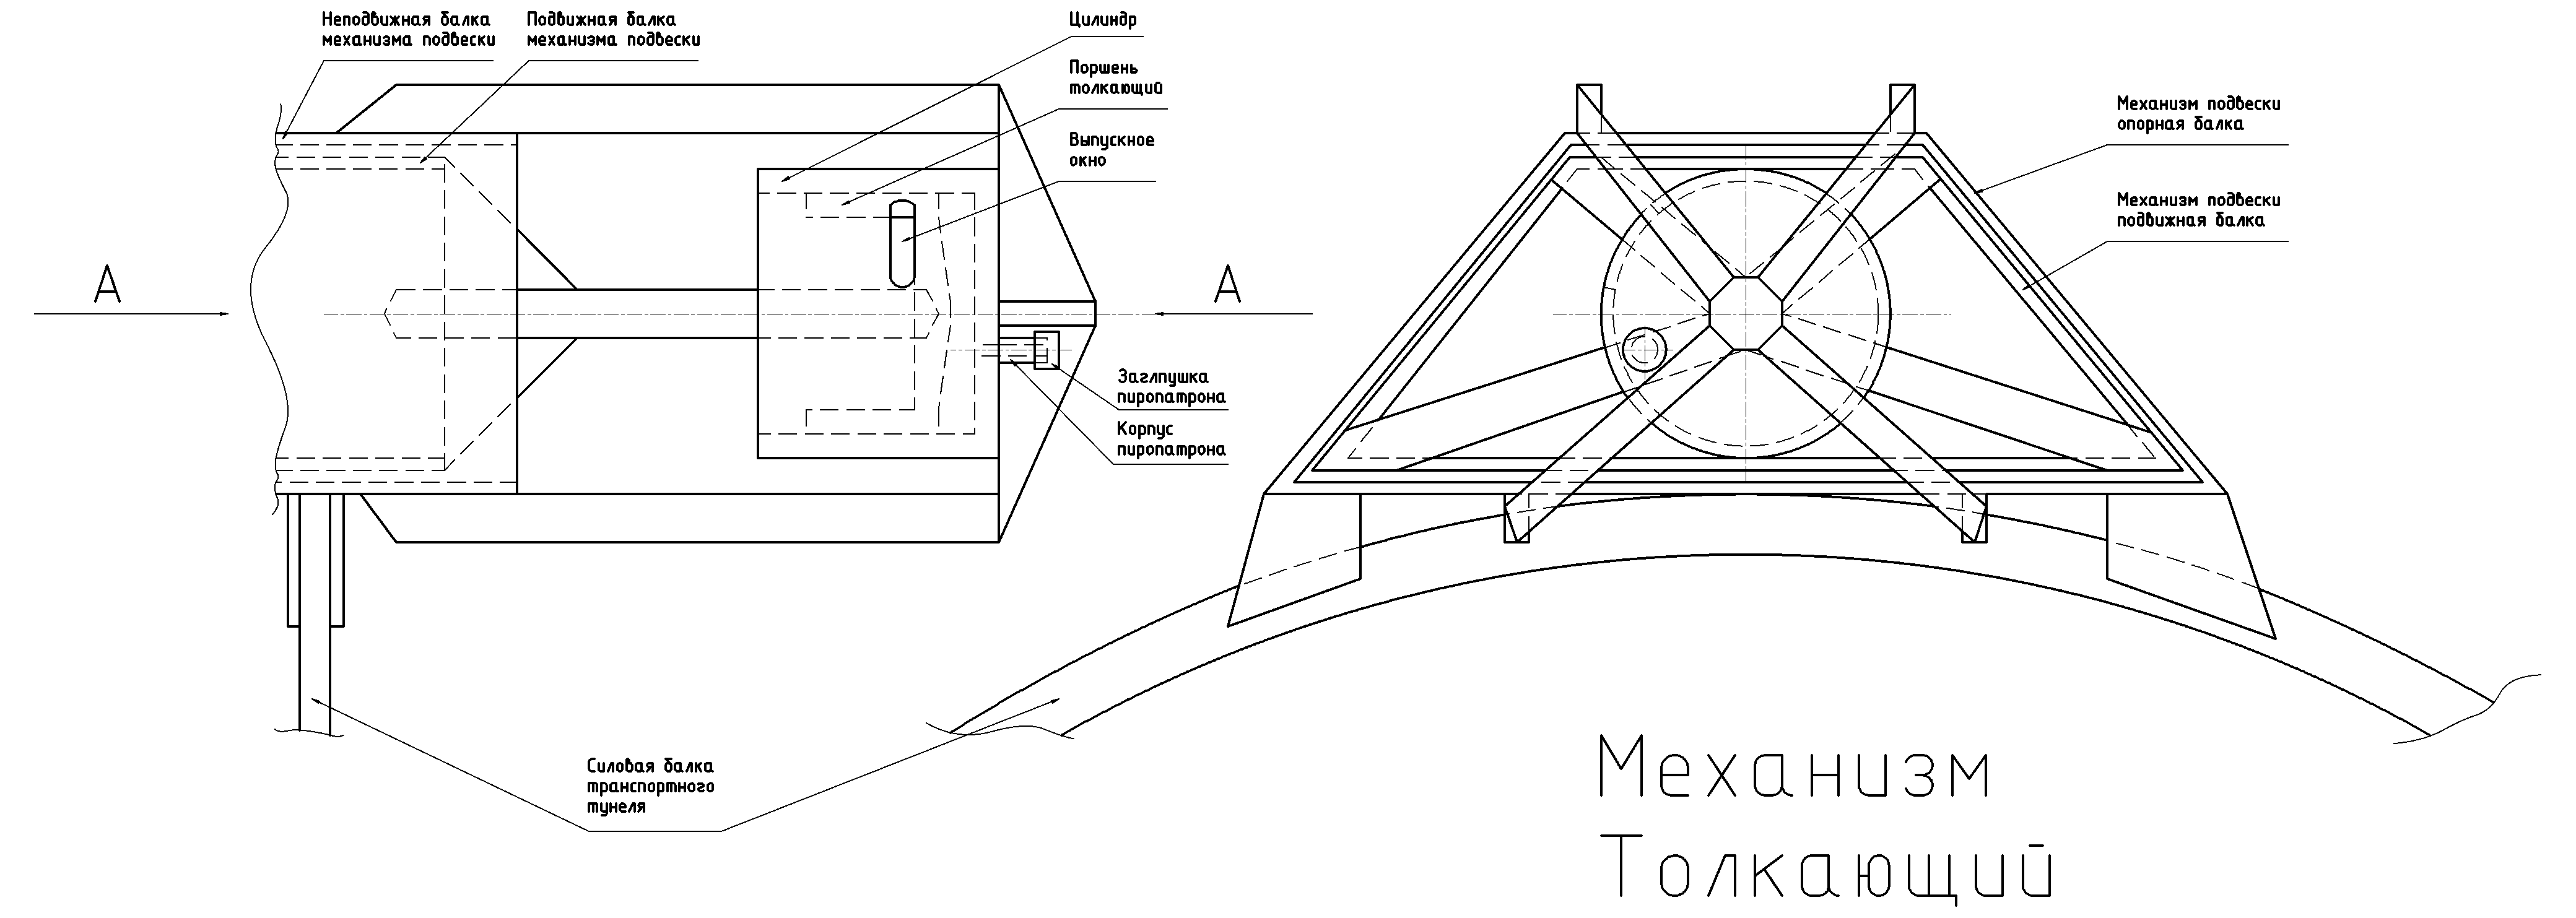 Неподвижная балка
механизма подвески
Подвижная балка
механизма подвески
Цилиндр
Поршень
толкающий
Выпускное
окно
А
А
Заглпушка
пиропатрона
Корпус
пиропатрона
Силовая балка
транспортного
тунеля
Механизм подвески
опорная балка
Механизм подвески
подвижная балка
Механизм
Толкающий